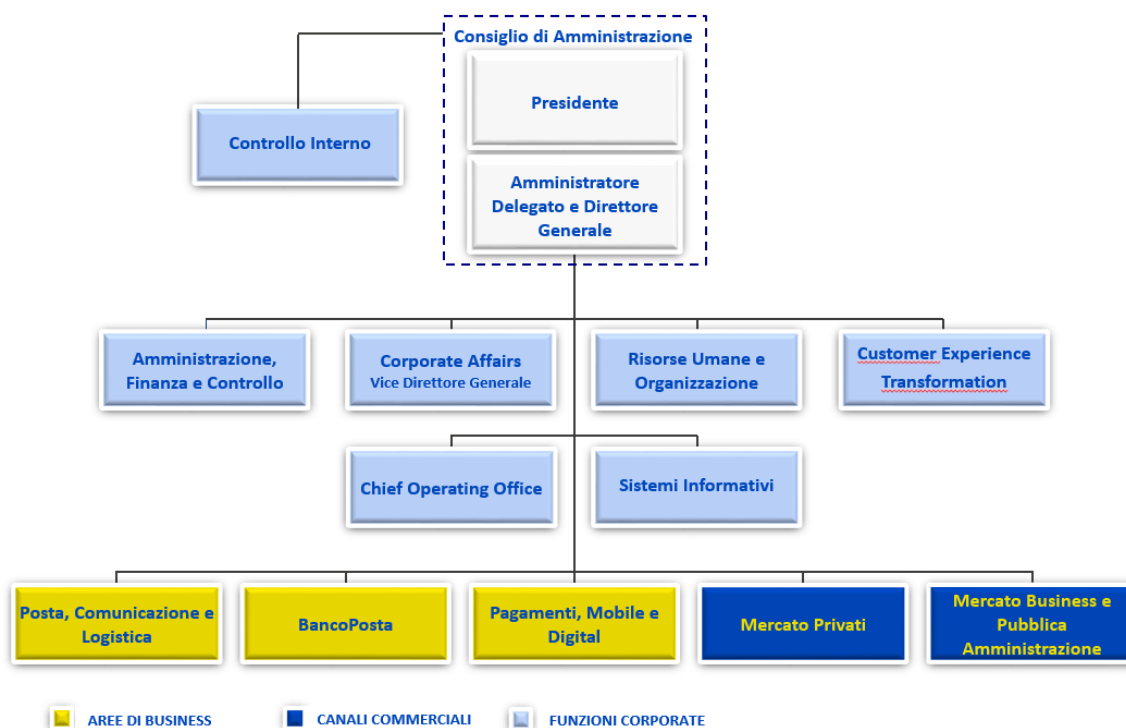 Consiglio di Amministrazione
Presidente
Controllo Interno
Amministratore
Delegato e Direttore
Generale
Amministrazione,
Finanza e Controllo
Corporate Affairs
Vice Direttore Generale
Risorse Umane e
Organizzazione
Customer Experience
Transformation
Chief Operating Office
Sistemi Informativi
Posta, Comunicazione e
Logistica
BancoPosta
Pagamenti, Mobile e
Digital
Mercato Privati
Mercato Business e
Pubblica
Amministrazione
AREE DI BUSINESS
CANALI COMMERCIALI
FUNZIONI CORPORATE